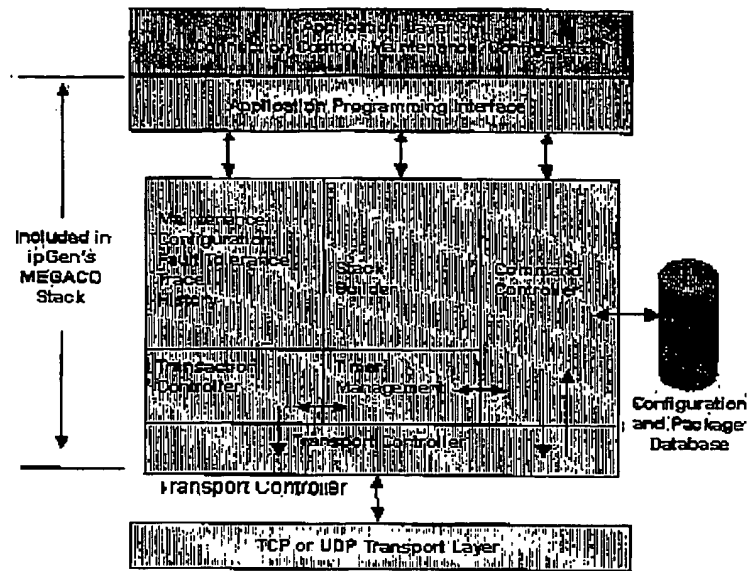 Application Programming Interface
Included in
ipGen's
MEGACO
Stack
Maintenance
Configuration
Fault Tolerance
Trace
History
Stack
Builder
Command
Controller
Transaction
Controller
Timer
Management
Configuration
and Package
Database
Transport Controller
Transport Controller
TCP or UDP Transport Layer